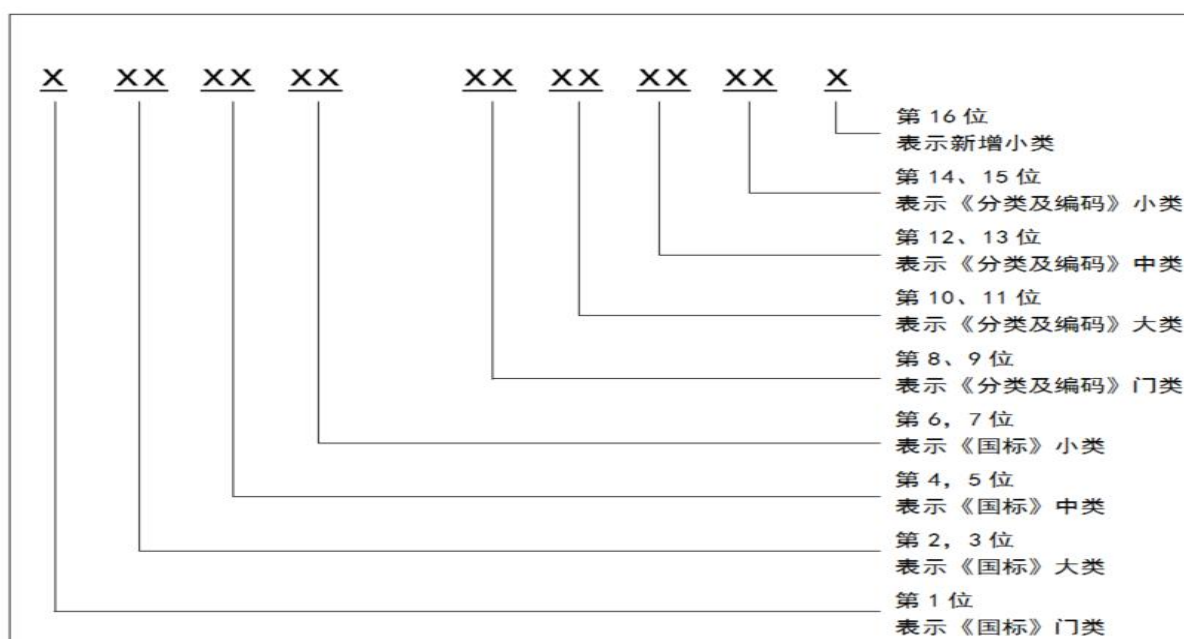 X XX XX XX XX XX XX XX X
第 16 位
表示新增小类
第 14、15 位
表示《分类及编码》小类
第 12、13 位
表示《分类及编码》中类
第 10、11 位
表示《分类及编码》大类
第 8、9 位
表示《分类及编码》门类
第 6，7 位
表示《国标》小类
第 4，5 位
表示《国标》中类
第 2，3 位
表示《国标》大类
第 1 位
表示《国标》门类